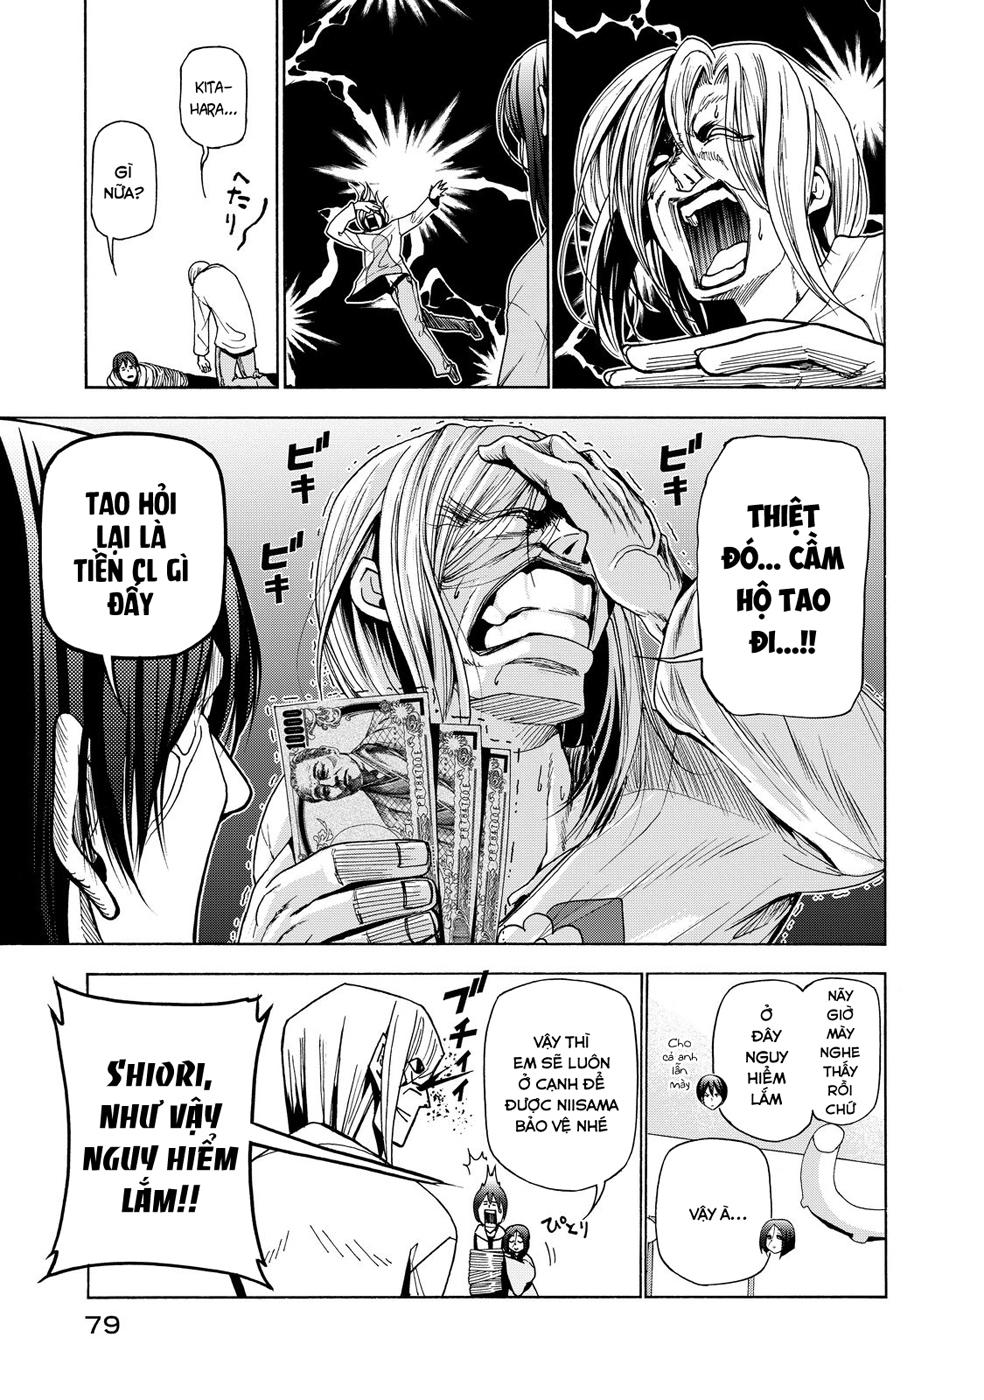 KITA-
HARA...
GÌ
NỮA?
へたり
THIỆT
ĐÓ... CẦM
HỘ TAO
ĐI...!!
ビキ
ビキ
ビキ
10000
TAO HỎI
LẠI LÀ
TIỀN CL GÌ
ĐẤY
NÃY
GIỜ
MÀY
NGHE
THẤY
RỒI
CHỨ
Ở
ĐÂY
NGUY
HIỂM
LẮM
Cho
cả anh
lẫn
mày
VẬY À...
VẬY THÌ
EM SẼ LUÔN
Ở CẠNH ĐỂ
ĐƯỢC NIISAMA
BẢO VỆ NHÉ
ぴとり
ブチィィ
SHIORI,
NHƯ VẬY
NGUY HIỂM
LẮM!!
79